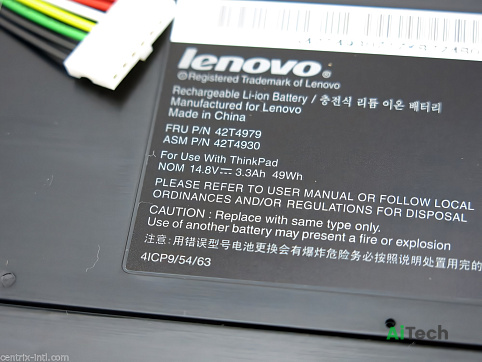 lenovo®
©Registered Trademark of Lenovo
Rechargeable Li-ion Battery / 충전식 리튬 이온 배터리
Manufactured for Lenovo
Made in China
FRU P/N 42T4979
ASM P/N 42T4930
For Use With ThinkPad
NOM 14.8V⎓ 3.3Ah 49Wh
PLEASE REFER TO USER MANUAL OR FOLLOW LOCAL
ORDINANCES AND/OR REGULATIONS FOR DISPOSAL
CAUTION : Replace with same type only.
Use of another battery may present a fire or explosion
注意: 用错误型号电池更换会有爆炸危险务必按照说明处置用完的
4ICP9/54/63
AiTech
centrix-intl.com